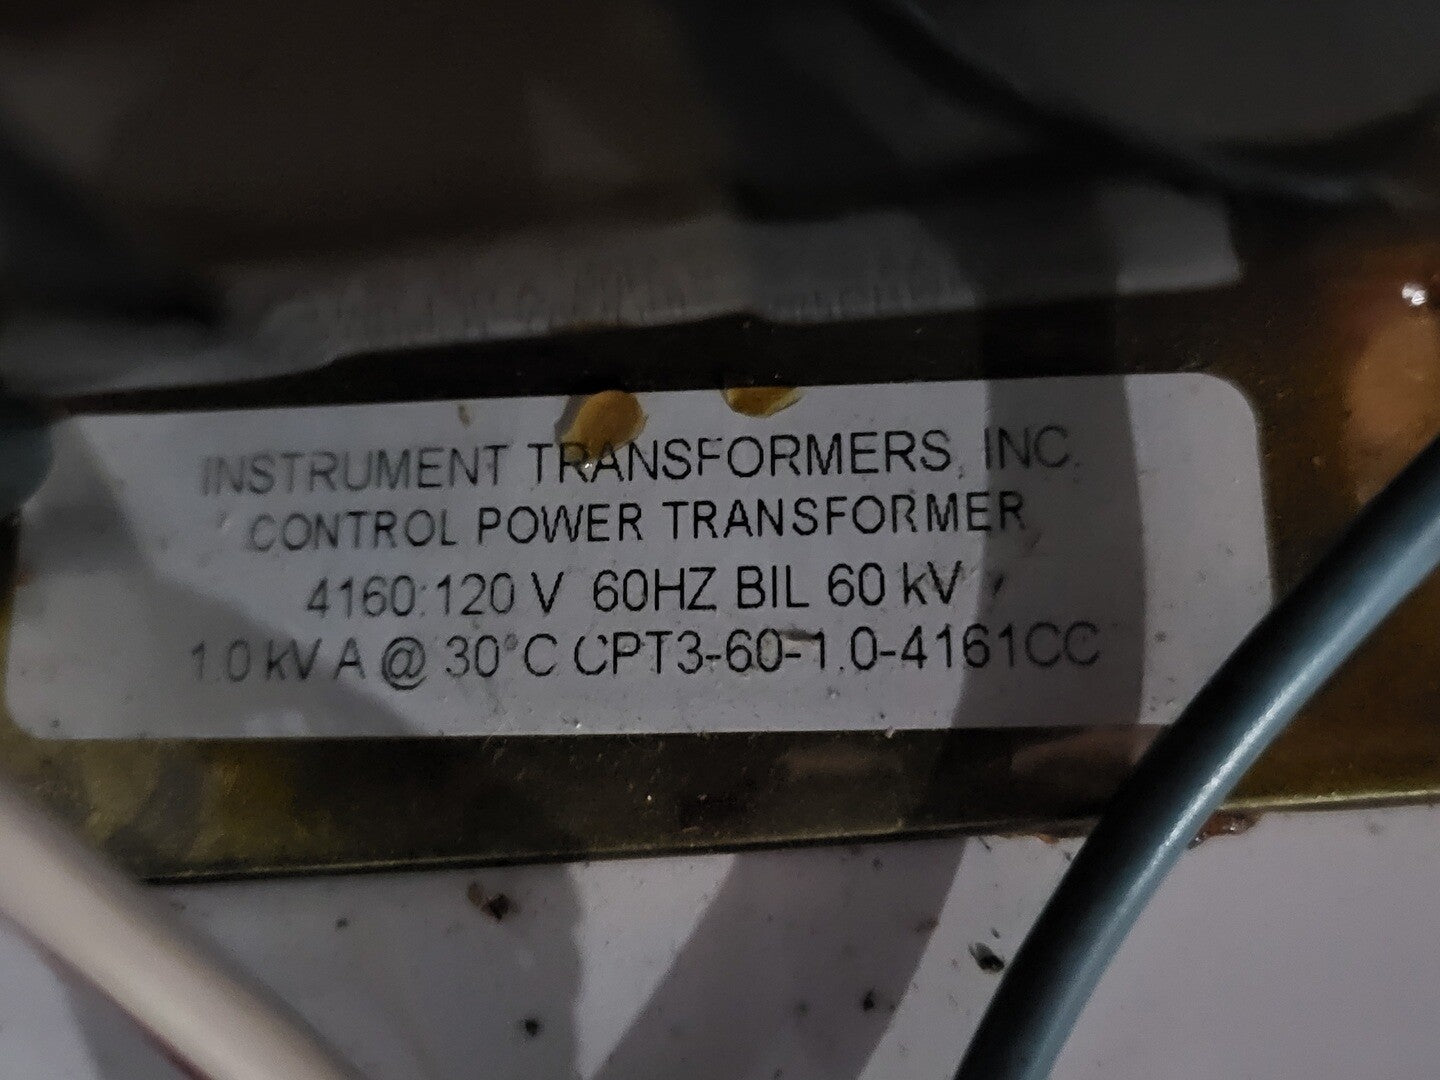 INSTRUMENT TRANSFORMERS, INC.
CONTROL POWER TRANSFORMER
4160:120 V 60HZ BIL 60 kV
1.0 kV A @ 30°C CPT3-60-1.0-4161CC